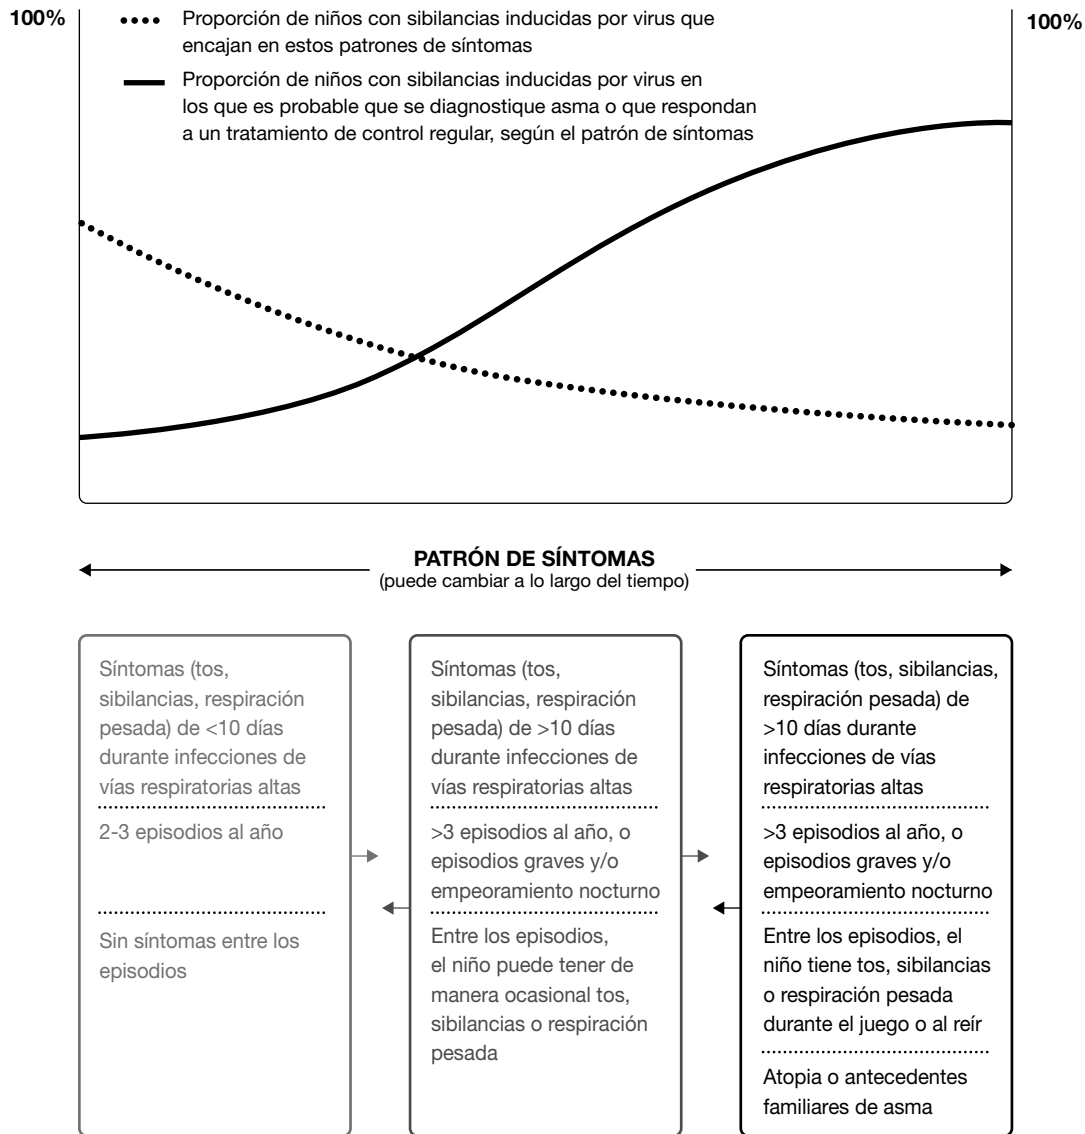 100%
Proporción de niños con sibilancias inducidas por virus que
encajan en estos patrones de síntomas
Proporción de niños con sibilancias inducidas por virus en
los que es probable que se diagnostique asma o que respondan
a un tratamiento de control regular, según el patrón de síntomas
100%
PATRÓN DE SÍNTOMAS
(puede cambiar a lo largo del tiempo)
Síntomas (tos,
sibilancias, respiración
pesada) de <10 días
durante infecciones de
vías respiratorias altas
2-3 episodios al año
Sin síntomas entre los
episodios
Síntomas (tos,
sibilancias, respiración
pesada) de >10 días
durante infecciones de
vías respiratorias altas
>3 episodios al año, o
episodios graves y/o
empeoramiento nocturno
Entre los episodios,
el niño puede tener de
manera ocasional tos,
sibilancias o respiración
pesada
Síntomas (tos, sibilancias,
respiración pesada) de
>10 días durante
infecciones de vías
respiratorias altas
>3 episodios al año, o
episodios graves y/o
empeoramiento nocturno
Entre los episodios, el
niño tiene tos, sibilancias
o respiración pesada
durante el juego o al reír
Atopia o antecedentes
familiares de asma